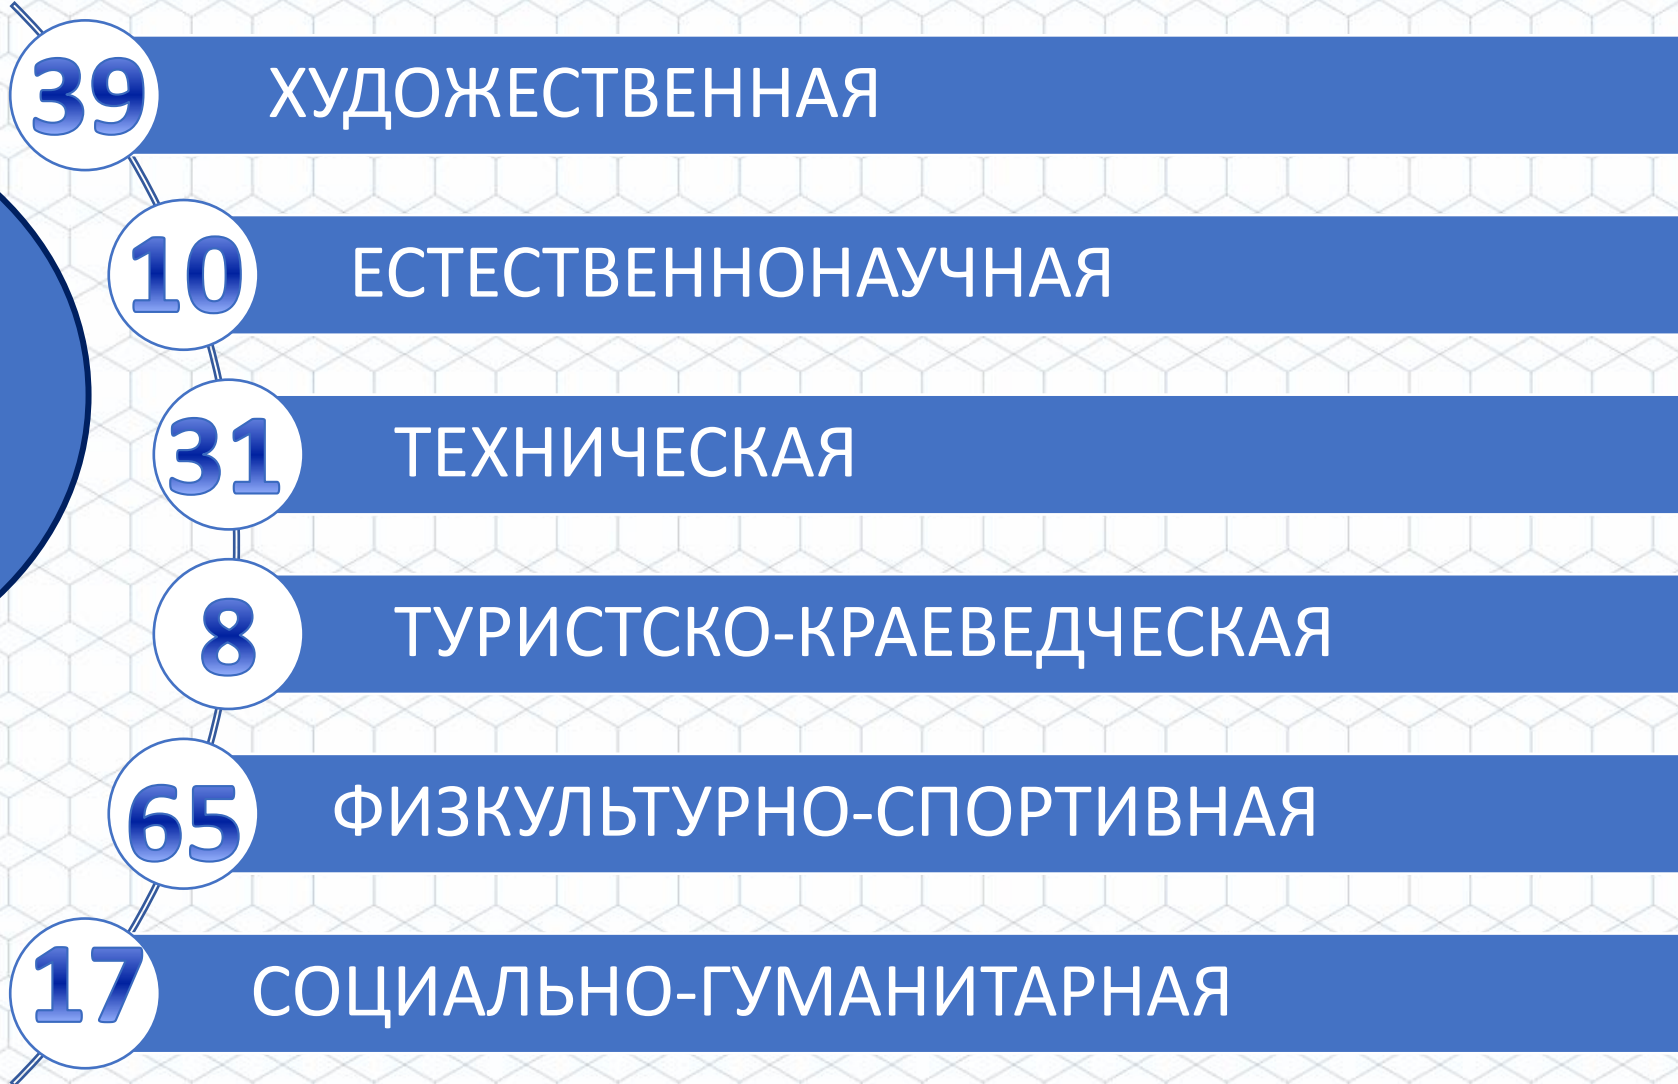 39 ХУДОЖЕСТВЕННАЯ
10 ЕСТЕСТВЕННОНАУЧНАЯ
31 ТЕХНИЧЕСКАЯ
8 ТУРИСТСКО-КРАЕВЕДЧЕСКАЯ
65 ФИЗКУЛЬТУРНО-СПОРТИВНАЯ
17 СОЦИАЛЬНО-ГУМАНИТАРНАЯ